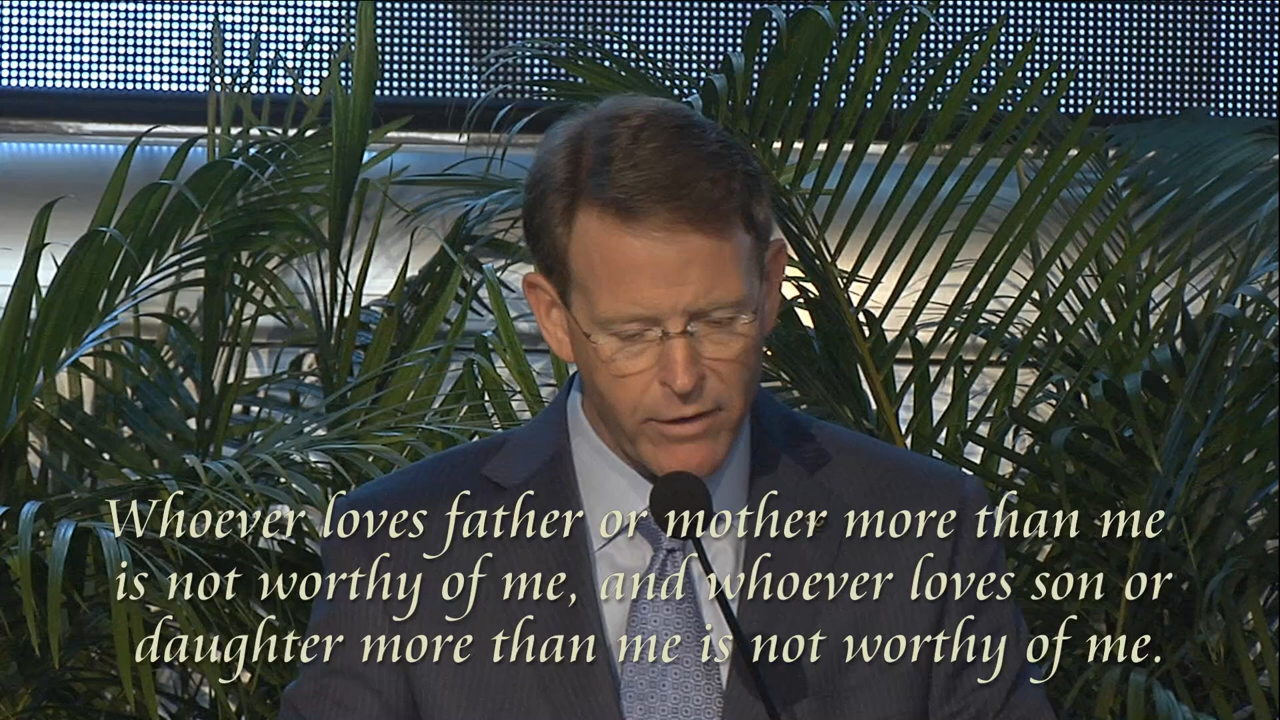 Whoever loves father or mother more than me
is not worthy of me, and whoever loves son or
daughter more than me is not worthy of me.